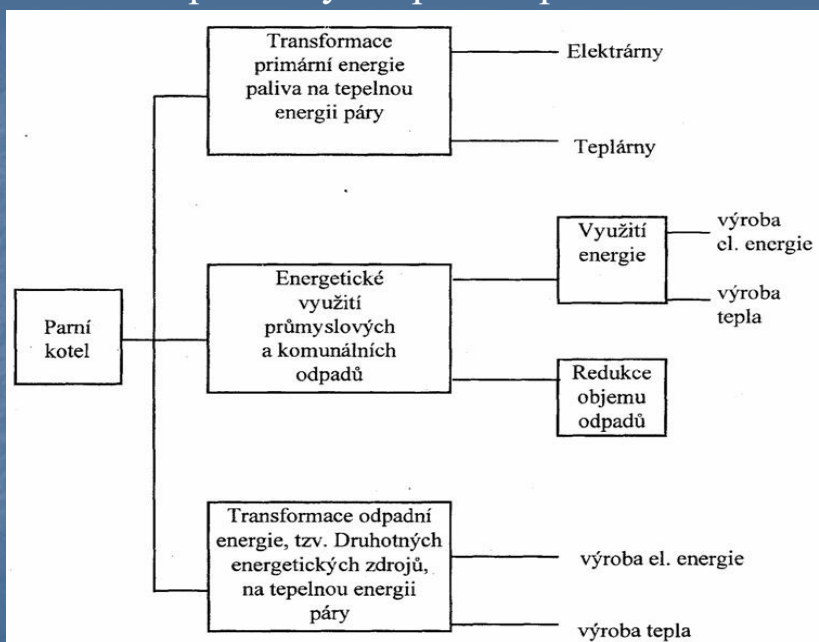 Transformace
primární energie
paliva na tepelnou
energii páry
Elektrárny
Teplárny
Parní
kotel
Energetické
využití
průmyslových
a komunálních
odpadů
Využití
energie
výroba
el. energie
výroba
tepla
Redukce
objemu
odpadů
Transformace odpadní
energie, tzv. Druhotných
energetických zdrojů,
na tepelnou energii
páry
výroba el. energie
výroba tepla